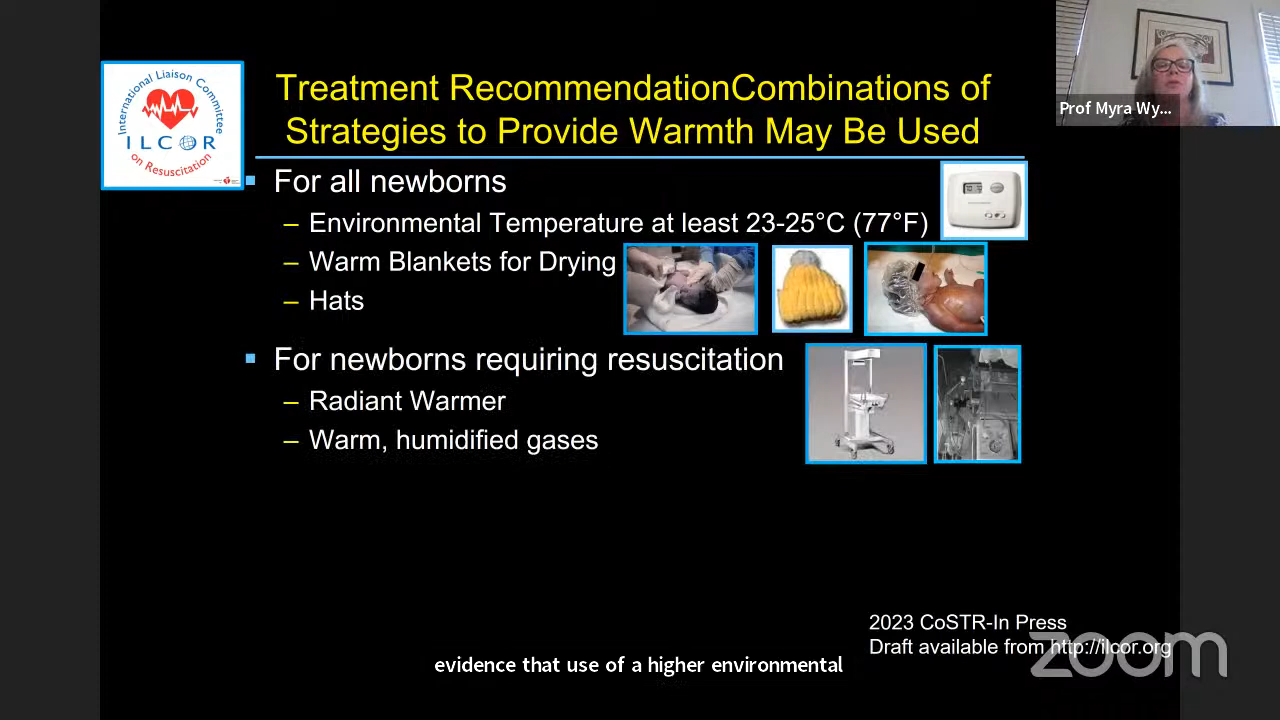 International Liaison Committee
ILCOR
on Resuscitation
Treatment RecommendationCombinations of
Strategies to Provide Warmth May Be Used
Prof Myra Wy...
For all newborns
– Environmental Temperature at least 23-25°C (77°F)
– Warm Blankets for Drying
– Hats
For newborns requiring resuscitation
– Radiant Warmer
– Warm, humidified gases
2023 CoSTR-In Press
Draft available from http://ilcor.org
zoom
evidence that use of a higher environmental